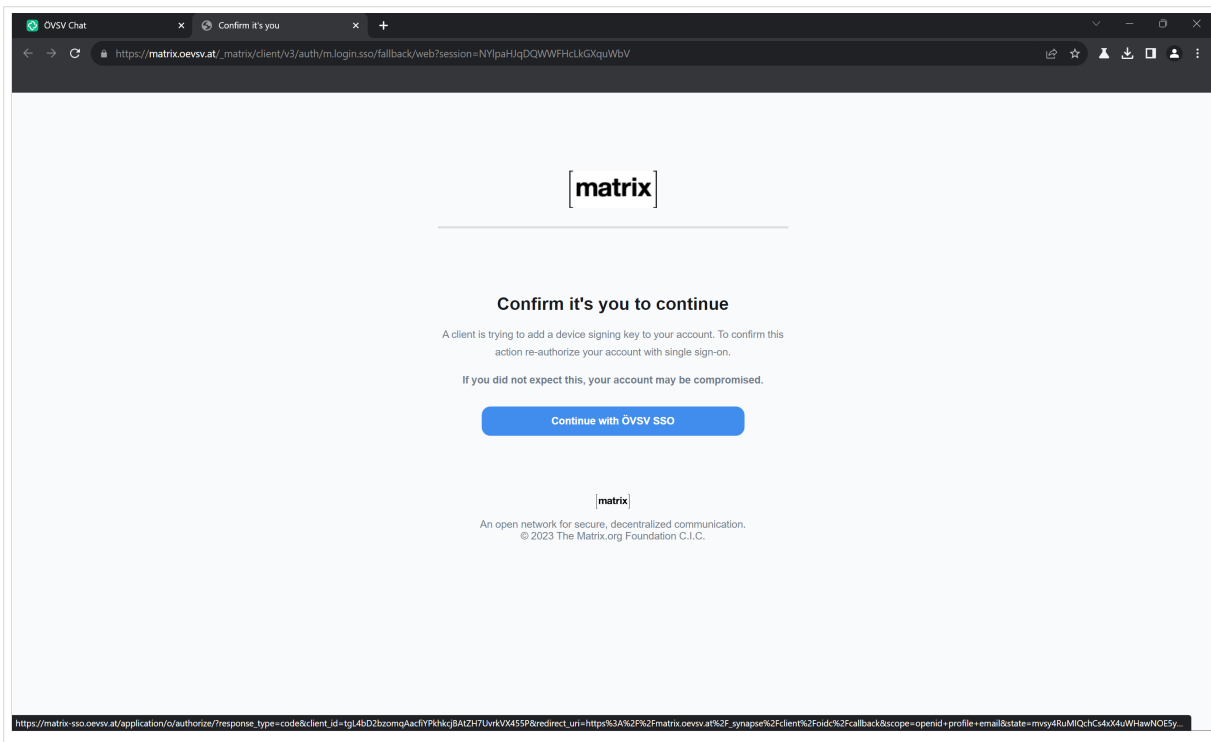 ÖVSV Chat
Confirm it's you
https://matrix.oevsv.at/_matrix/client/v3/auth/m.login.sso/fallback/web?session=NYlpaHJqDQWWFHcLkGXquWbV
[matrix]
Confirm it's you to continue
A client is trying to add a device signing key to your account. To confirm this
action re-authorize your account with single sign-on.
If you did not expect this, your account may be compromised.
Continue with ÖVSV SSO
[matrix]
An open network for secure, decentralized communication.
© 2023 The Matrix.org Foundation C.I.C.
https://matrix-sso.oevsv.at/application/o/authorize/?response_type=code&client_id=tgL4bD2bzomqAacfiYPkhkcjBAtZH7UvrkVX455P&redirect_uri=https%3A%2F%2Fmatrix.oevsv.at%2F_synapse%2Fclient%2Foidc%2Fcallback&scope=openid+profile+email&state=mvsy4RuMIQchCs4xX4uWHawNOE5y...